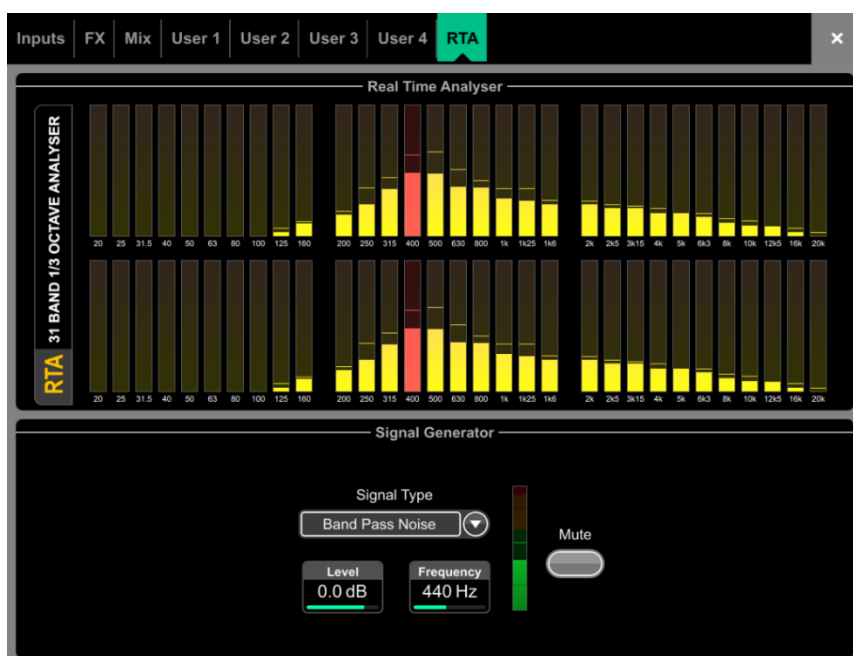 Inputs FX Mix User 1 User 2 User 3 User 4 RTA ×
Real Time Analyser
31 BAND 1/3 OCTAVE ANALYSER
RTA
20 25 31.5 40 50 63 80 100 125 160 200 250 315 400 500 630 800 1k 1k25 1k6 2k 2k5 3k15 4k 5k 6k3 8k 10k 12k5 16k 20k
20 25 31.5 40 50 63 80 100 125 160 200 250 315 400 500 630 800 1k 1k25 1k6 2k 2k5 3k15 4k 5k 6k3 8k 10k 12k5 16k 20k
Signal Generator
Signal Type
Band Pass Noise
Mute
Level Frequency
0.0 dB 440 Hz